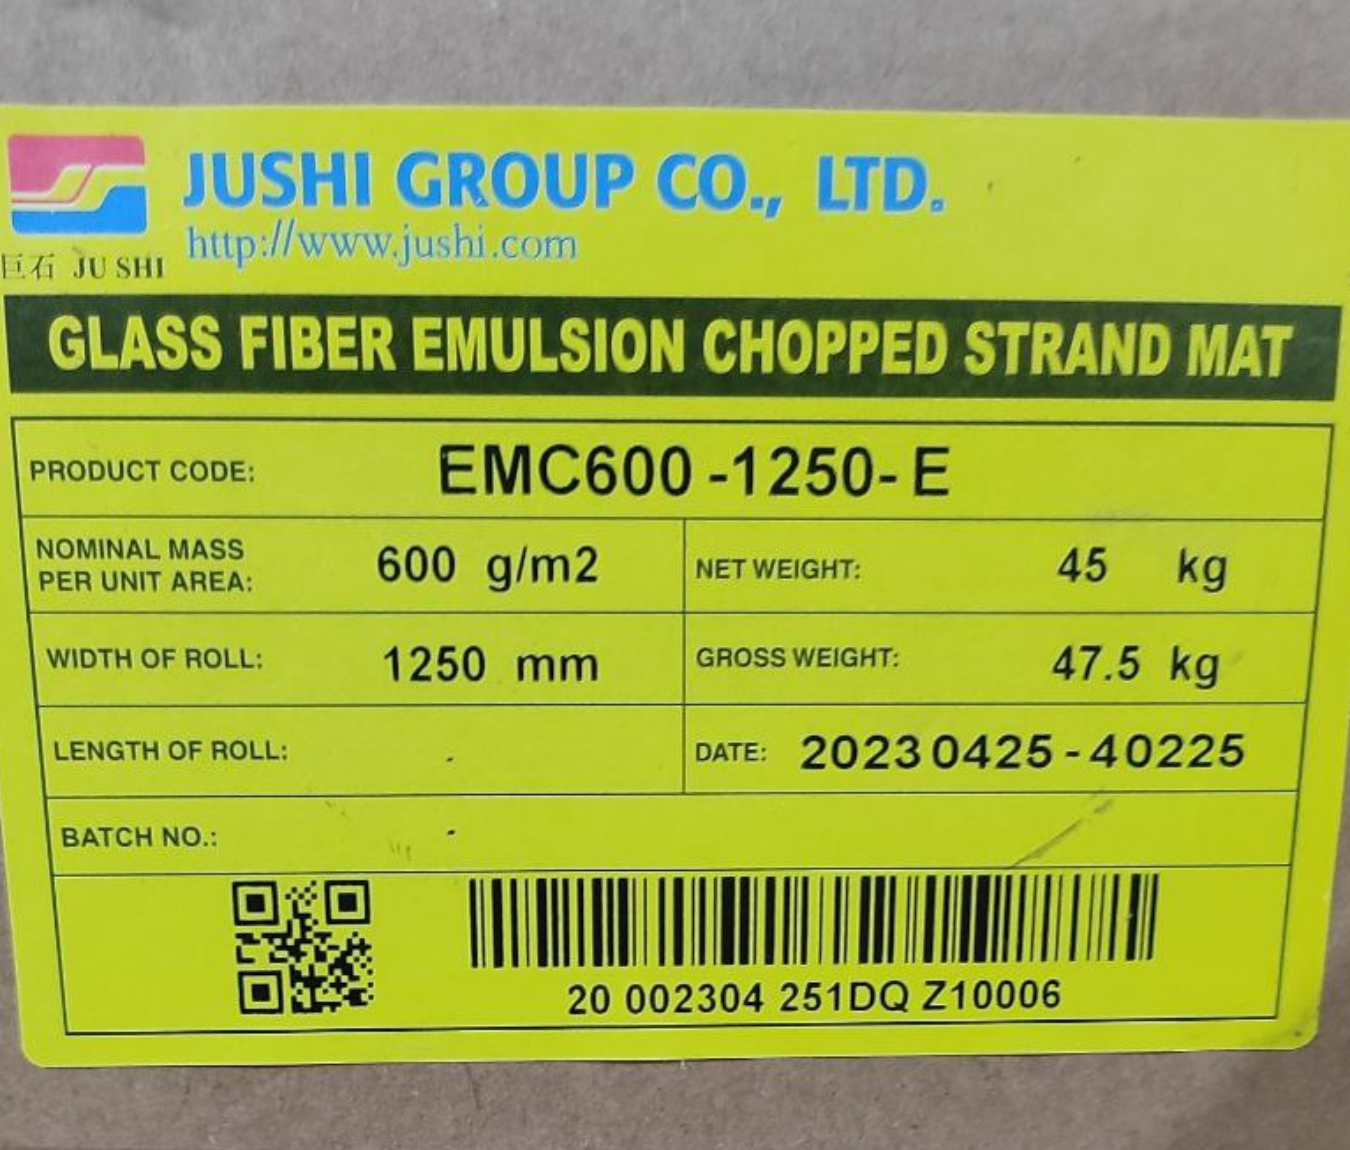 JUSHI GROUP CO., LTD.
http://www.jushi.com
巨石 JU SHI
GLASS FIBER EMULSION CHOPPED STRAND MAT
PRODUCT CODE: EMC600-1250-E
NOMINAL MASS PER UNIT AREA: 600 g/m2
NET WEIGHT: 45 kg
WIDTH OF ROLL: 1250 mm
GROSS WEIGHT: 47.5 kg
LENGTH OF ROLL: -
DATE: 20230425-40225
BATCH NO.: -
20 002304 251DQ Z10006